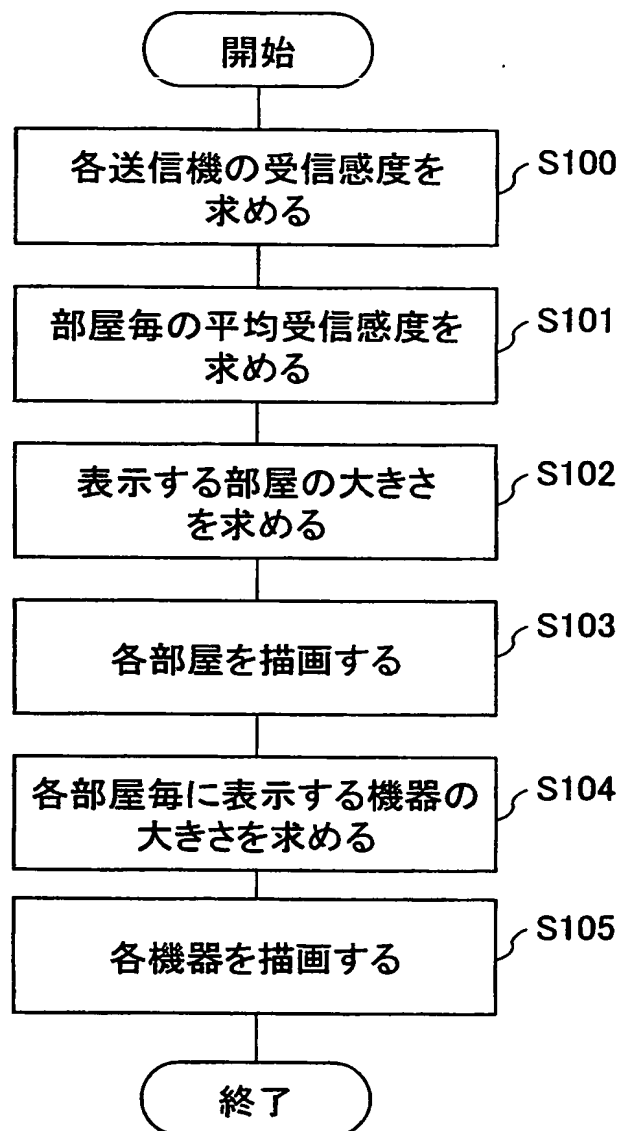 開始
各送信機の受信感度を
求める
S100
部屋毎の平均受信感度を
求める
S101
表示する部屋の大きさ
を求める
S102
各部屋を描画する
S103
各部屋毎に表示する機器の
大きさを求める
S104
各機器を描画する
S105
終了